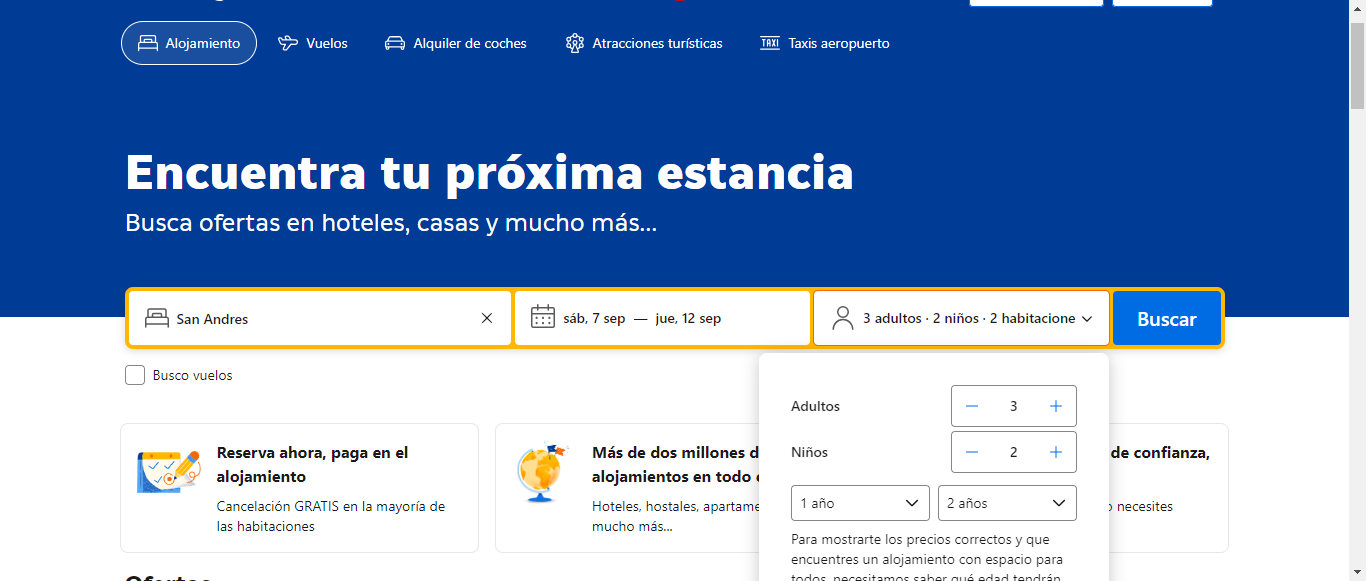 Alojamiento
Vuelos
Alquiler de coches
Atracciones turísticas
TAXI Taxis aeropuerto
Encuentra tu próxima estancia
Busca ofertas en hoteles, casas y mucho más...
San Andres
sáb, 7 sep — jue, 12 sep
3 adultos · 2 niños · 2 habitacione
Buscar
Busco vuelos
Adultos
3
Niños
2
1 año
2 años
Para mostrarte los precios correctos y que
encuentres un alojamiento con espacio para
todos, necesitamos saber qué edad tendrán
Reserva ahora, paga en el
alojamiento
Cancelación GRATIS en la mayoría de
las habitaciones
Más de dos millones d
alojamientos en todo
Hoteles, hostales, apartame
mucho más...
de confianza,
necesites
Ofertas